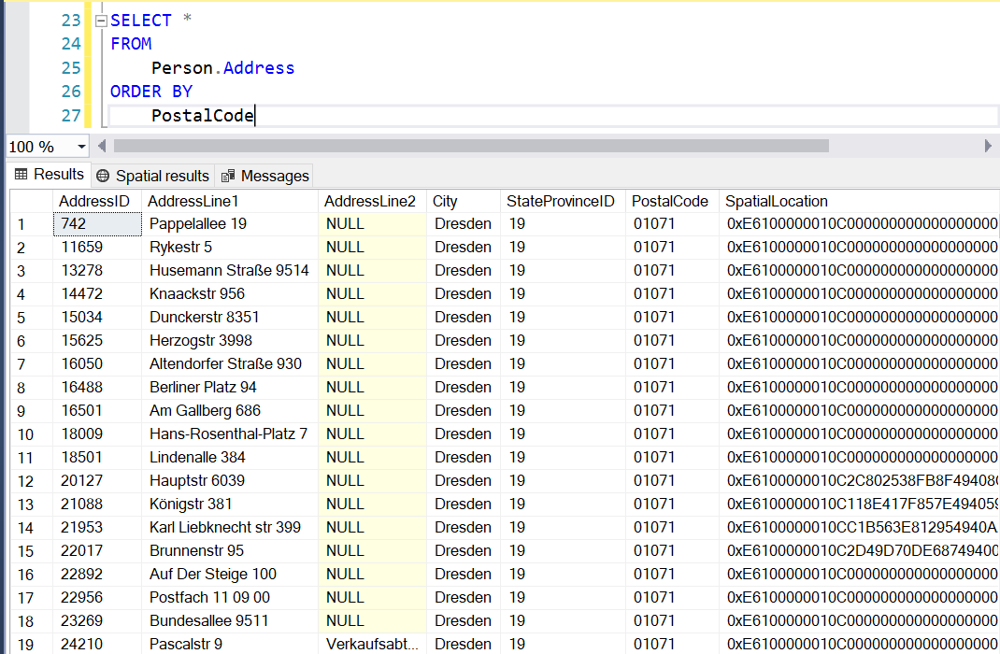 23 SELECT *
24 FROM
25 Person.Address
26 ORDER BY
27 PostalCode
100 %
Results Spatial results Messages
AddressID AddressLine1 AddressLine2 City StateProvinceID PostalCode SpatialLocation
1 742 Pappelallee 19 NULL Dresden 19 01071 0xE6100000010C000000000000000000
2 11659 Rykestr 5 NULL Dresden 19 01071 0xE6100000010C000000000000000000
3 13278 Husemann Straße 9514 NULL Dresden 19 01071 0xE6100000010C000000000000000000
4 14472 Knaackstr 956 NULL Dresden 19 01071 0xE6100000010C000000000000000000
5 15034 Dunckerstr 8351 NULL Dresden 19 01071 0xE6100000010C000000000000000000
6 15625 Herzogstr 3998 NULL Dresden 19 01071 0xE6100000010C000000000000000000
7 16050 Altendorfer Straße 930 NULL Dresden 19 01071 0xE6100000010C000000000000000000
8 16488 Berliner Platz 94 NULL Dresden 19 01071 0xE6100000010C000000000000000000
9 16501 Am Gallberg 686 NULL Dresden 19 01071 0xE6100000010C000000000000000000
10 18009 Hans-Rosenthal-Platz 7 NULL Dresden 19 01071 0xE6100000010C000000000000000000
11 18501 Lindenalle 384 NULL Dresden 19 01071 0xE6100000010C000000000000000000
12 20127 Hauptstr 6039 NULL Dresden 19 01071 0xE6100000010C2C802538FB8F49408
13 21088 Königstr 381 NULL Dresden 19 01071 0xE6100000010C118E417F857E494059
14 21953 Karl Liebknecht str 399 NULL Dresden 19 01071 0xE6100000010CC1B563E812954940A
15 22017 Brunnenstr 95 NULL Dresden 19 01071 0xE6100000010C2D49D70DE68749400
16 22892 Auf Der Steige 100 NULL Dresden 19 01071 0xE6100000010C000000000000000000
17 22956 Postfach 11 09 00 NULL Dresden 19 01071 0xE6100000010C000000000000000000
18 23269 Bundesallee 9511 NULL Dresden 19 01071 0xE6100000010C000000000000000000
19 24210 Pascalstr 9 Verkaufsabt... Dresden 19 01071 0xE6100000010C000000000000000000